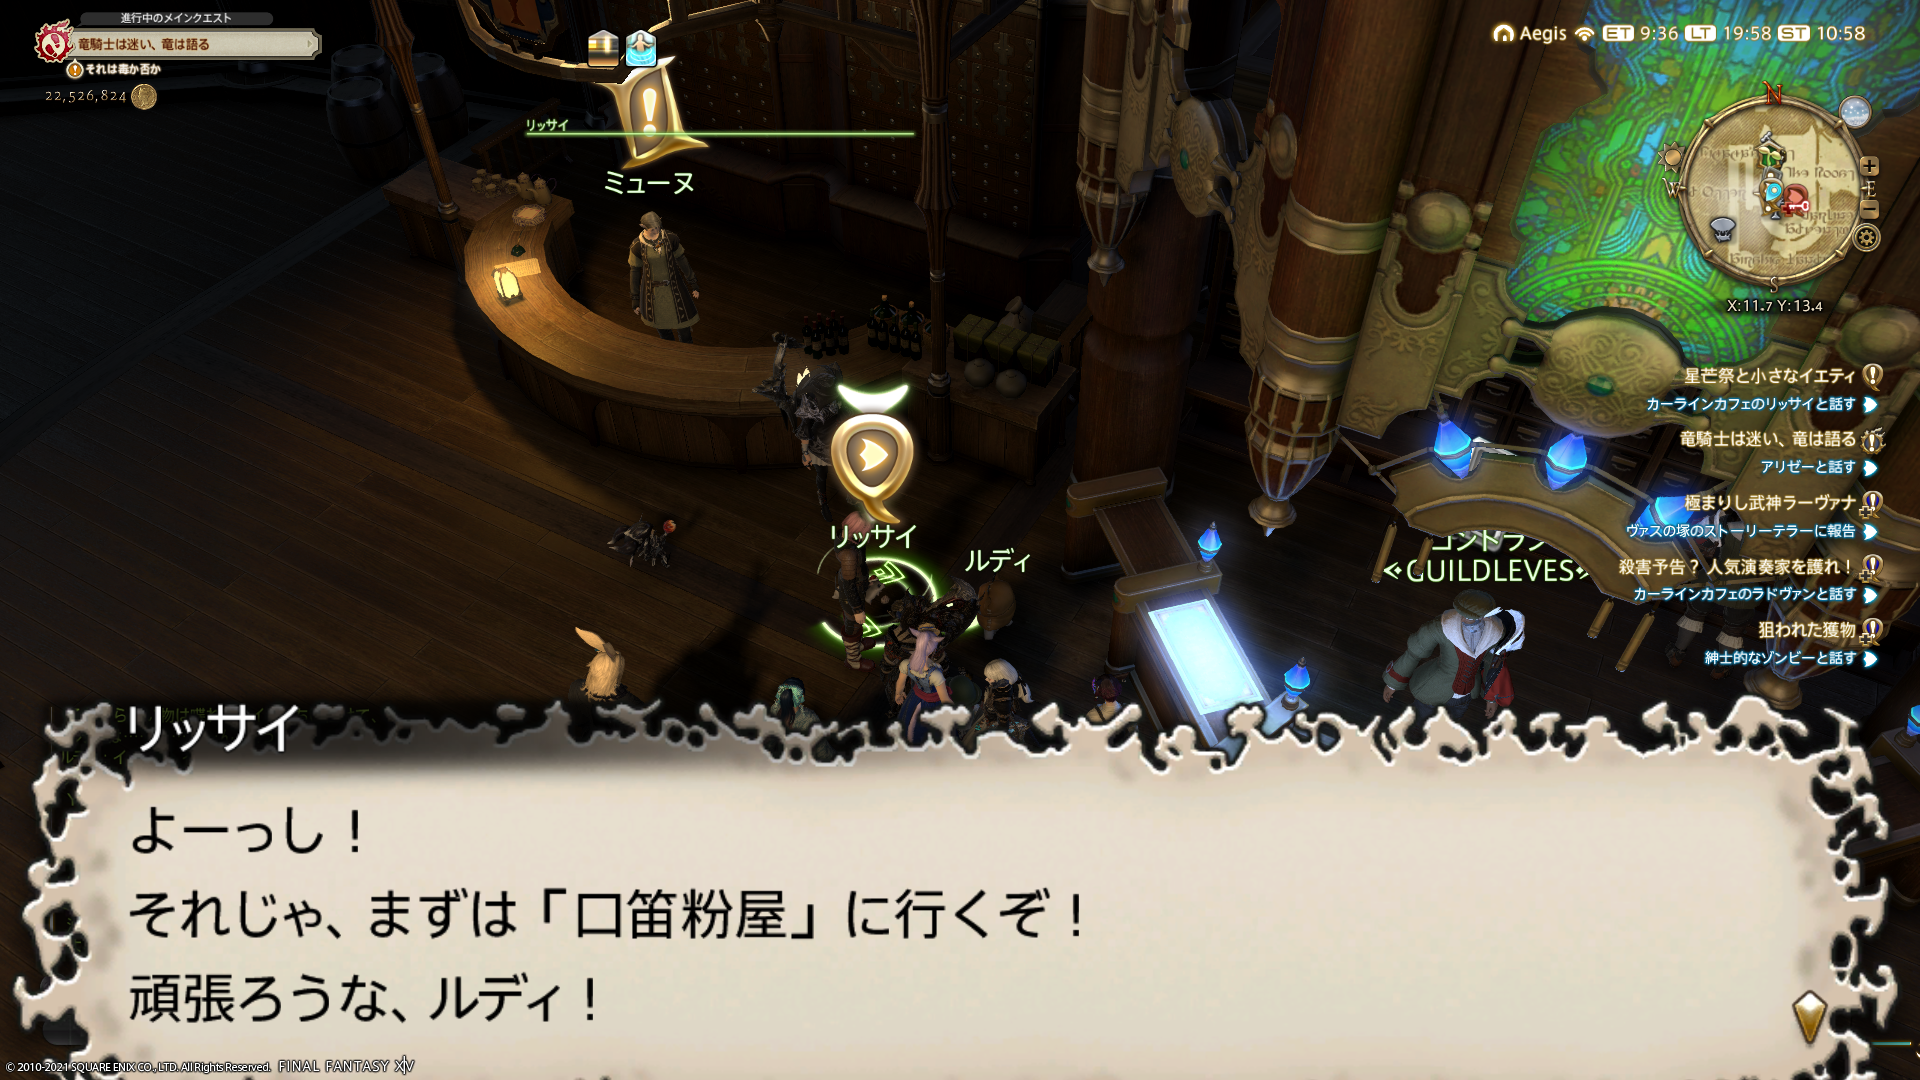 進行中のメインクエスト
竜騎士は迷い、竜は語る
それは毒か否か
22,526,824
Aegis ET 9:36 LT 19:58 ST 10:58
リッサイ
ミューヌ
N
W
E
S
X:11.7 Y:13.4
星芒祭と小さなイエティ
カーラインカフェのリッサイと話す
竜騎士は迷い、竜は語る
アリゼーと話す
極まりし武神ラーヴァナ
ヴァスの塚のストーリーテラーに報告
殺害予告？ 人気演奏家を護れ！
カーラインカフェのラドヴァンと話す
狙われた獲物
紳士的なゾンビーと話す
リッサイ
ルディ
<GUILDLEVES>
リッサイ
よーっし！
それじゃ、まずは「口笛粉屋」に行くぞ！
頑張ろうな、ルディ！
© 2010-2021 SQUARE ENIX CO., LTD. All Rights Reserved. FINAL FANTASY XIV